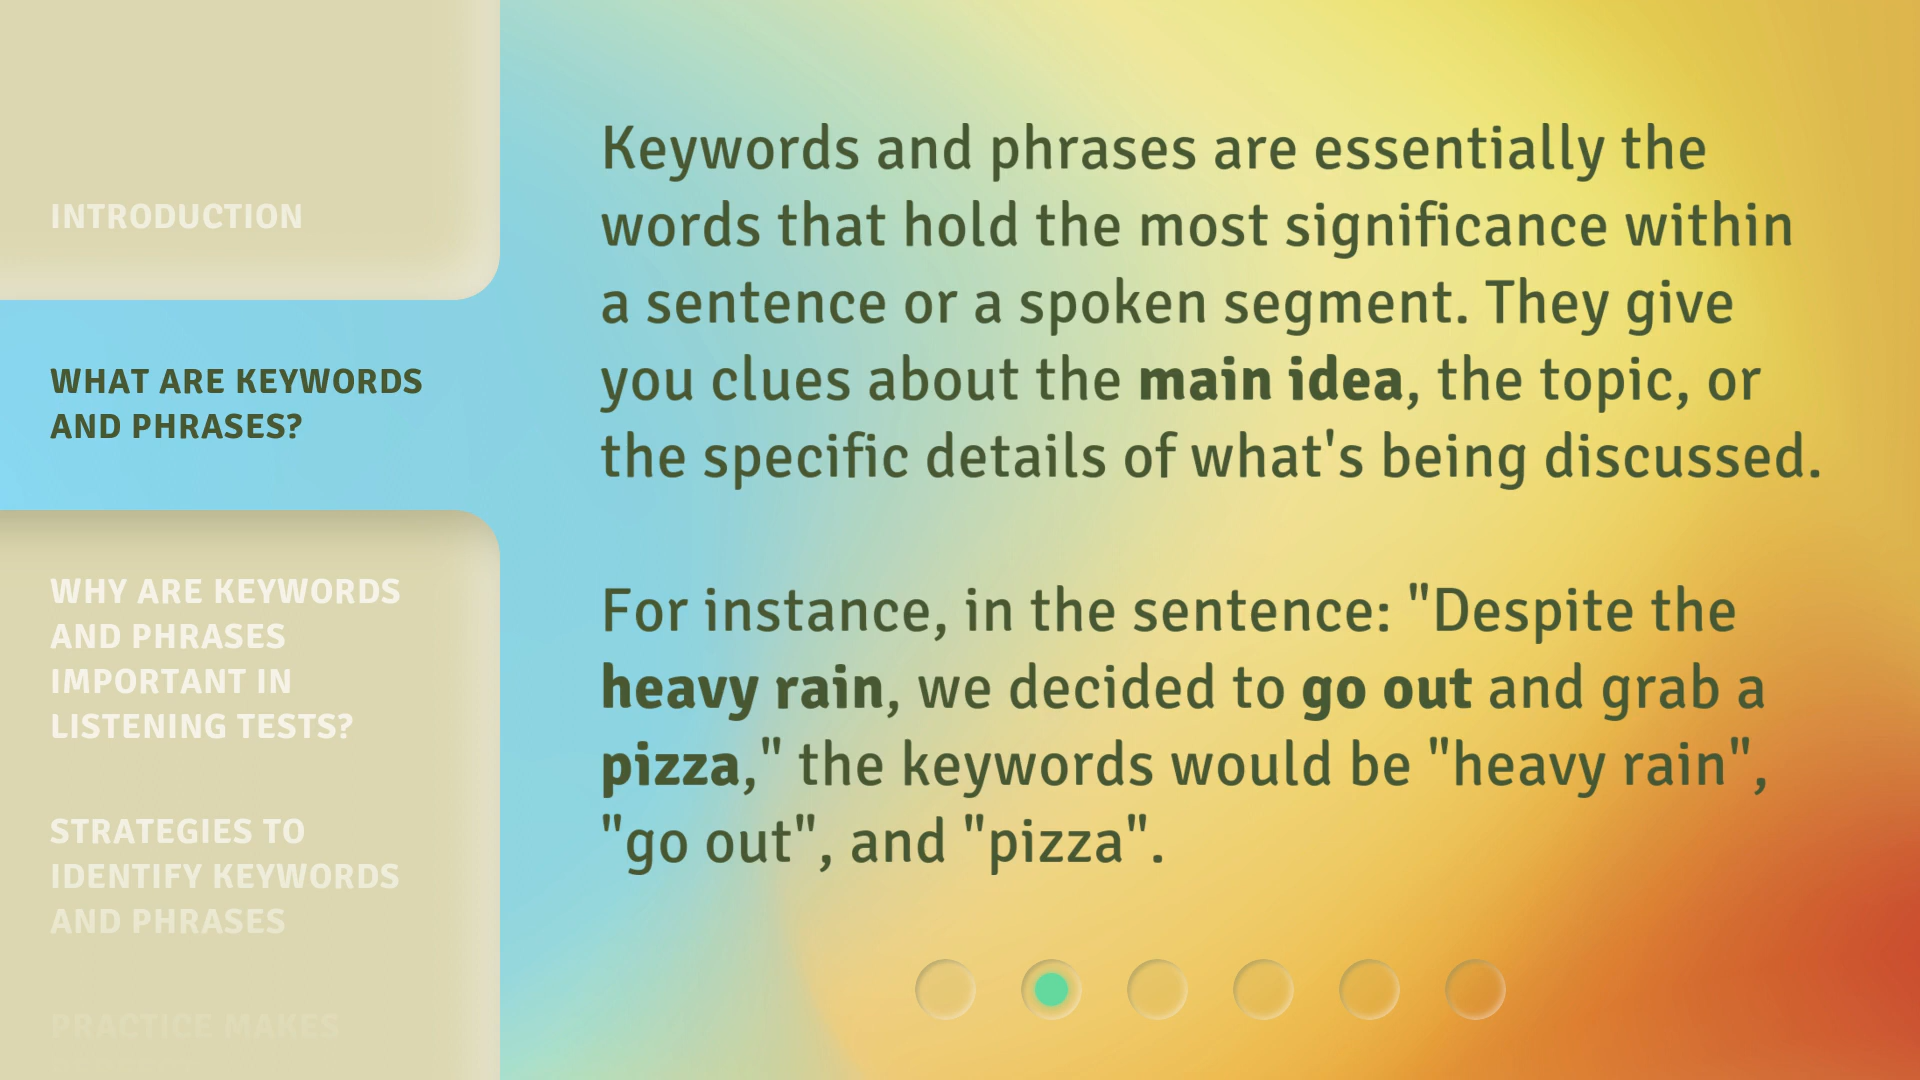 INTRODUCTION
WHAT ARE KEYWORDS
AND PHRASES?
WHY ARE KEYWORDS
AND PHRASES
IMPORTANT IN
LISTENING TESTS?
STRATEGIES TO
IDENTIFY KEYWORDS
AND PHRASES
PRACTICE MAKES
Keywords and phrases are essentially the
words that hold the most significance within
a sentence or a spoken segment. They give
you clues about the main idea, the topic, or
the specific details of what's being discussed.
For instance, in the sentence: "Despite the
heavy rain, we decided to go out and grab a
pizza," the keywords would be "heavy rain",
"go out", and "pizza".